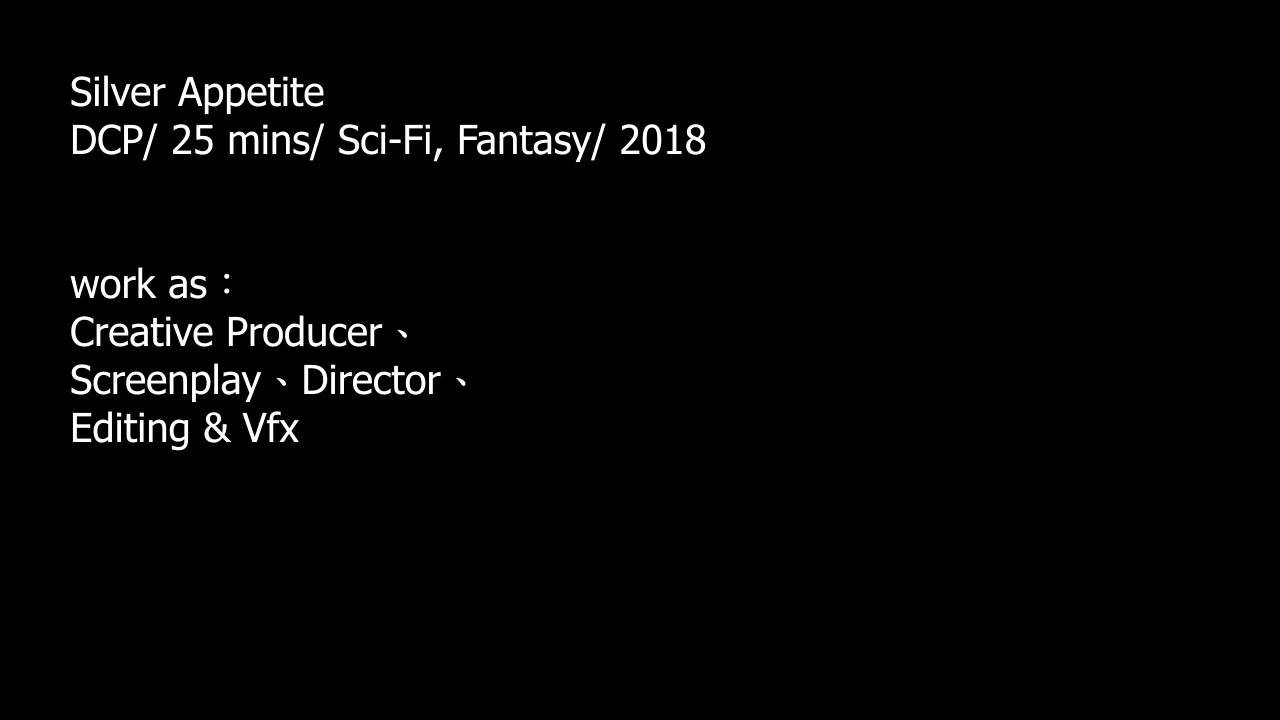 Silver Appetite
DCP/ 25 mins/ Sci-Fi, Fantasy/ 2018
work as：
Creative Producer、
Screenplay、Director、
Editing & Vfx